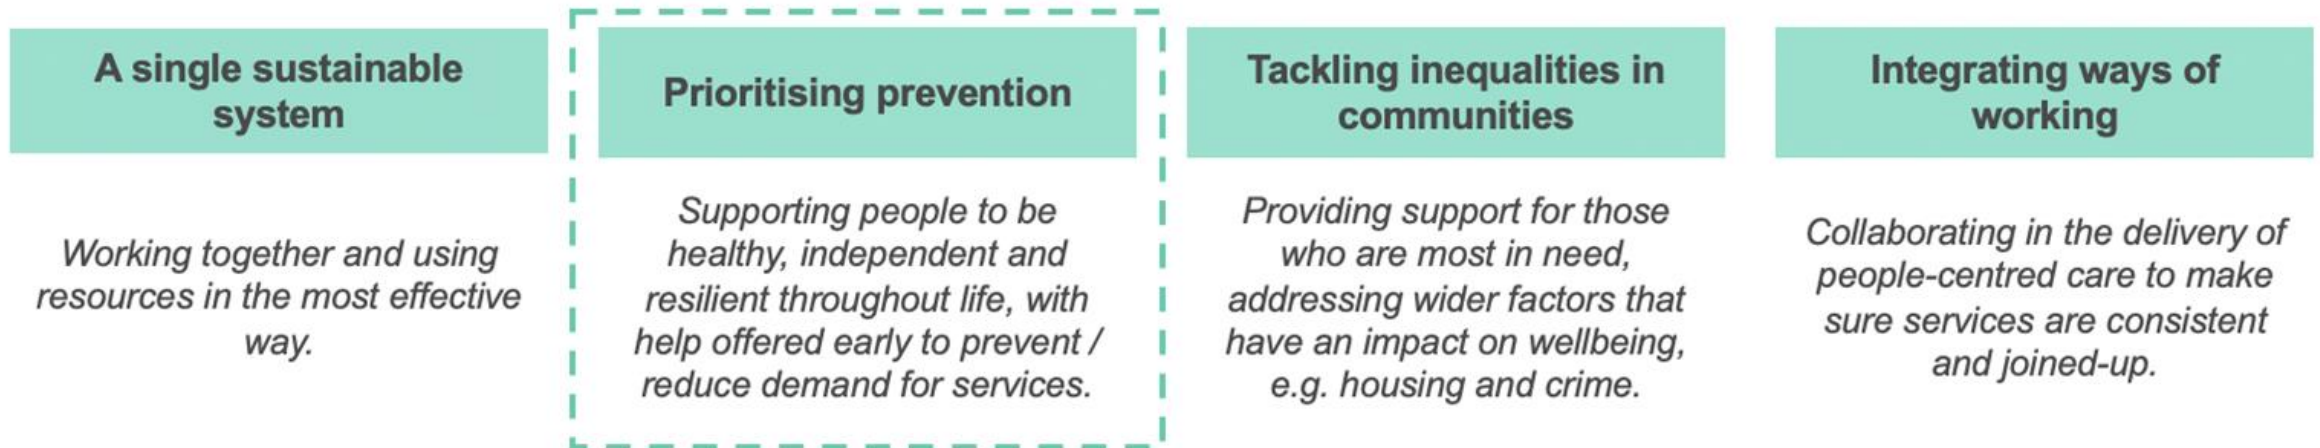 A single sustainable
system
Working together and using
resources in the most effective
way.
Prioritising prevention
Supporting people to be
healthy, independent and
resilient throughout life, with
help offered early to prevent /
reduce demand for services.
Tackling inequalities in
communities
Providing support for those
who are most in need,
addressing wider factors that
have an impact on wellbeing,
e.g. housing and crime.
Integrating ways of
working
Collaborating in the delivery of
people-centred care to make
sure services are consistent
and joined-up.